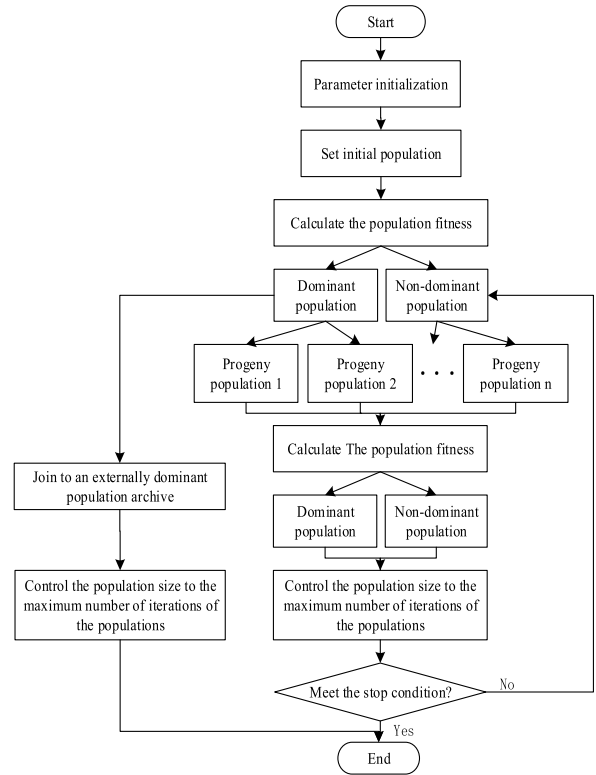 Start
Parameter initialization
Set initial population
Calculate the population fitness
Dominant
population
Non-dominant
population
Progeny
population 1
Progeny
population 2
· · ·
Progeny
population n
Calculate The population fitness
Join to an externally dominant
population archive
Dominant
population
Non-dominant
population
Control the population size to the
maximum number of iterations of
the populations
Control the population size to the
maximum number of iterations of
the populations
Meet the stop condition?
No
Yes
End